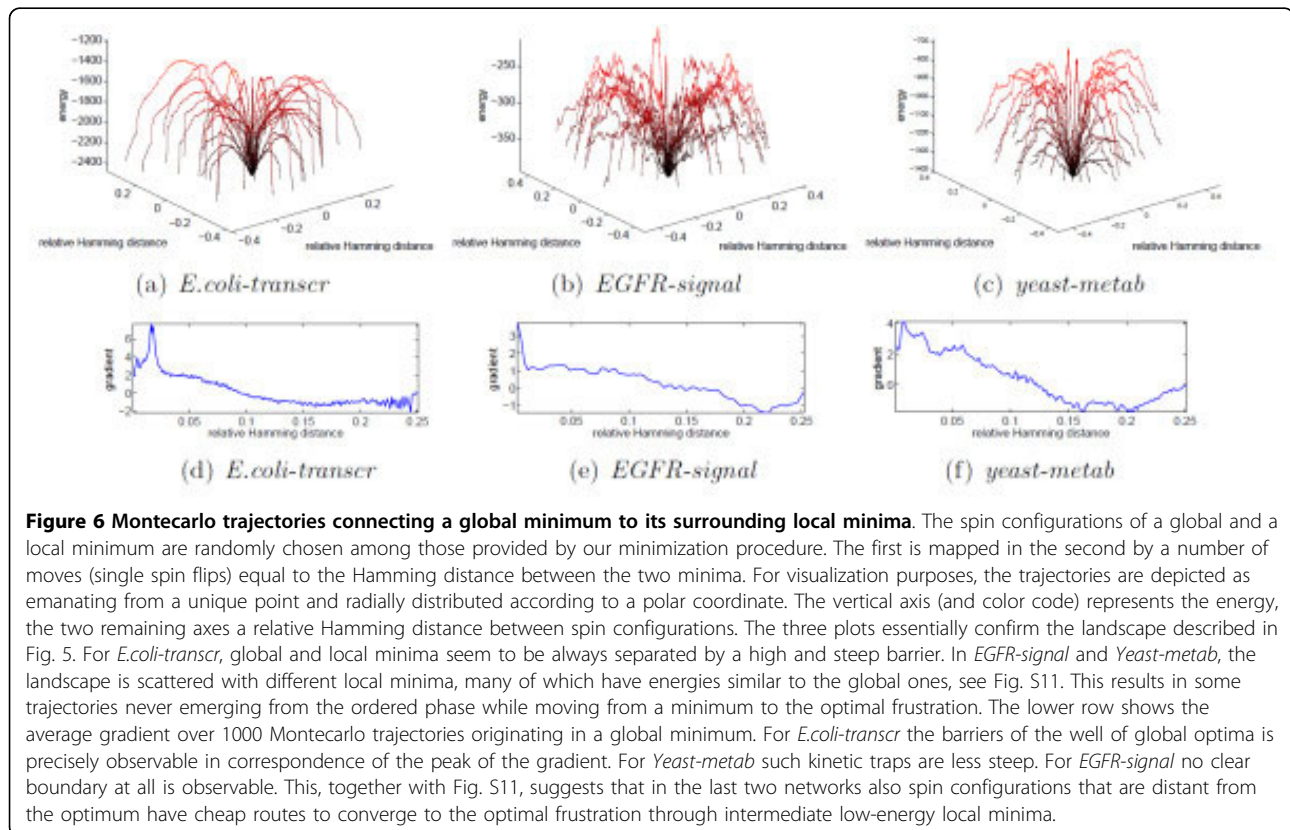 −1200
−1400
−1600
−1800
−2000
−2200
−2400
energy
0.2
0
−0.2
−0.4
−0.4
−0.2
0
0.2
relative Hamming distance
relative Hamming distance
(a) E.coli-transcr
−250
−300
−350
energy
0.4
0.2
0
−0.2
−0.4
−0.4
−0.2
0
0.2
0.4
relative Hamming distance
relative Hamming distance
(b) EGFR-signal
−700
energy
relative Hamming distance
relative Hamming distance
(c) yeast-metab
6
4
2
0
−2
gradient
0.05
0.1
0.15
0.2
0.25
relative Hamming distance
(d) E.coli-transcr
3
2
1
0
−1
gradient
0.05
0.1
0.15
0.2
0.25
relative Hamming distance
(e) EGFR-signal
4
2
0
gradient
0.05
0.1
0.15
0.2
0.25
relative Hamming distance
(f) yeast-metab
Figure 6 Montecarlo trajectories connecting a global minimum to its surrounding local minima. The spin configurations of a global and a
local minimum are randomly chosen among those provided by our minimization procedure. The first is mapped in the second by a number of
moves (single spin flips) equal to the Hamming distance between the two minima. For visualization purposes, the trajectories are depicted as
emanating from a unique point and radially distributed according to a polar coordinate. The vertical axis (and color code) represents the energy,
the two remaining axes a relative Hamming distance between spin configurations. The three plots essentially confirm the landscape described in
Fig. 5. For E.coli-transcr, global and local minima seem to be always separated by a high and steep barrier. In EGFR-signal and Yeast-metab, the
landscape is scattered with different local minima, many of which have energies similar to the global ones, see Fig. S11. This results in some
trajectories never emerging from the ordered phase while moving from a minimum to the optimal frustration. The lower row shows the
average gradient over 1000 Montecarlo trajectories originating in a global minimum. For E.coli-transcr the barriers of the well of global optima is
precisely observable in correspondence of the peak of the gradient. For Yeast-metab such kinetic traps are less steep. For EGFR-signal no clear
boundary at all is observable. This, together with Fig. S11, suggests that in the last two networks also spin configurations that are distant from
the optimum have cheap routes to converge to the optimal frustration through intermediate low-energy local minima.